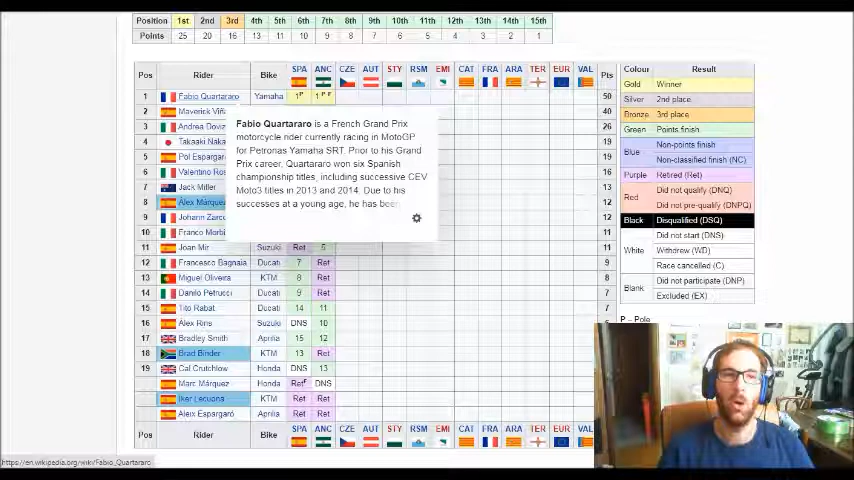 Position 1st 2nd 3rd 4th 5th 6th 7th 8th 9th 10th 11th 12th 13th 14th 15th
Points 25 20 16 13 11 10 9 8 7 6 5 4 3 2 1
Pos Rider Bike SPA ANC CZE AUT STY RSM EMI CAT FRA ARA TER EUR VAL Pts
1 Fabio Quartararo Yamaha 1P 1P F 50
2 Maverick Viña 40
3 Andrea Doviz 26
4 Takaaki Naka 19
5 Pol Espargar 19
6 Valentino Ros 16
7 Jack Miller 13
8 Alex Márque 12
9 Johann Zarco 12
10 Franco Morbi 11
11 Joan Mir Suzuki Ret 5 11
12 Francesco Bagnaia Ducati 7 Ret 9
13 Miguel Oliveira KTM 8 Ret 8
14 Danilo Petrucci Ducati 9 Ret 7
15 Tito Rabat Ducati 14 11 7
16 Alex Rins Suzuki DNS 10
17 Bradley Smith Aprilia 15 12
18 Brad Binder KTM 13 Ret
19 Cal Crutchlow Honda DNS 13
Marc Márquez Honda RetF DNS
Iker Lecuona KTM Ret Ret
Aleix Espargaró Aprilia Ret Ret
Pos Rider Bike SPA ANC CZE AUT STY RSM EMI CAT FRA ARA TER EUR VAL
Fabio Quartararo is a French Grand Prix
motorcycle rider currently racing in MotoGP
for Petronas Yamaha SRT. Prior to his Grand
Prix career, Quartararo won six Spanish
championship titles, including successive CEV
Moto3 titles in 2013 and 2014. Due to his
successes at a young age, he has been
Colour Result
Gold Winner
Silver 2nd place
Bronze 3rd place
Green Points finish
Blue Non-points finish
Non-classified finish (NC)
Purple Retired (Ret)
Red Did not qualify (DNQ)
Did not pre-qualify (DNPQ)
Black Disqualified (DSQ)
White Did not start (DNS)
Withdrew (WD)
Race cancelled (C)
Blank Did not participate (DNP)
Excluded (EX)
P – Pole
https://en.wikipedia.org/wiki/Fabio_Quartararo